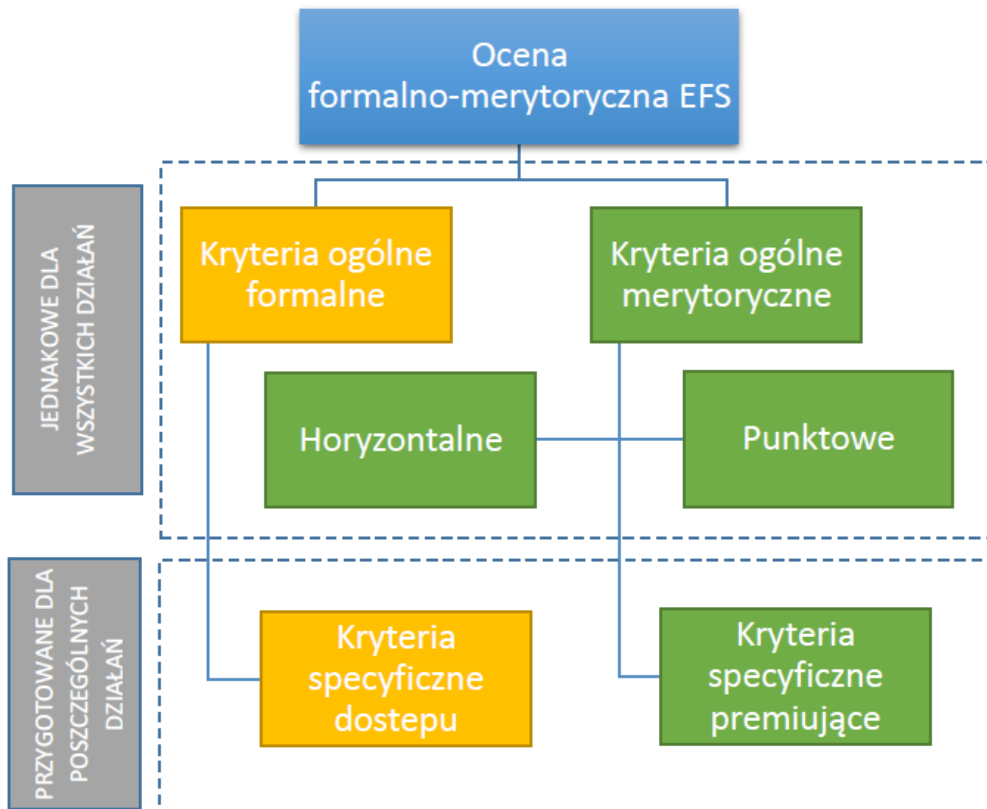 Ocena
formalno-merytoryczna EFS
JEDNAKOWE DLA
WSZYSTKICH DZIAŁAŃ
Kryteria ogólne
formalne
Kryteria ogólne
merytoryczne
Horyzontalne
Punktowe
PRZYGOTOWANE DLA
POSZCZEGÓLNYCH
DZIAŁAŃ
Kryteria
specyficzne
dostepu
Kryteria
specyficzne
premiujące